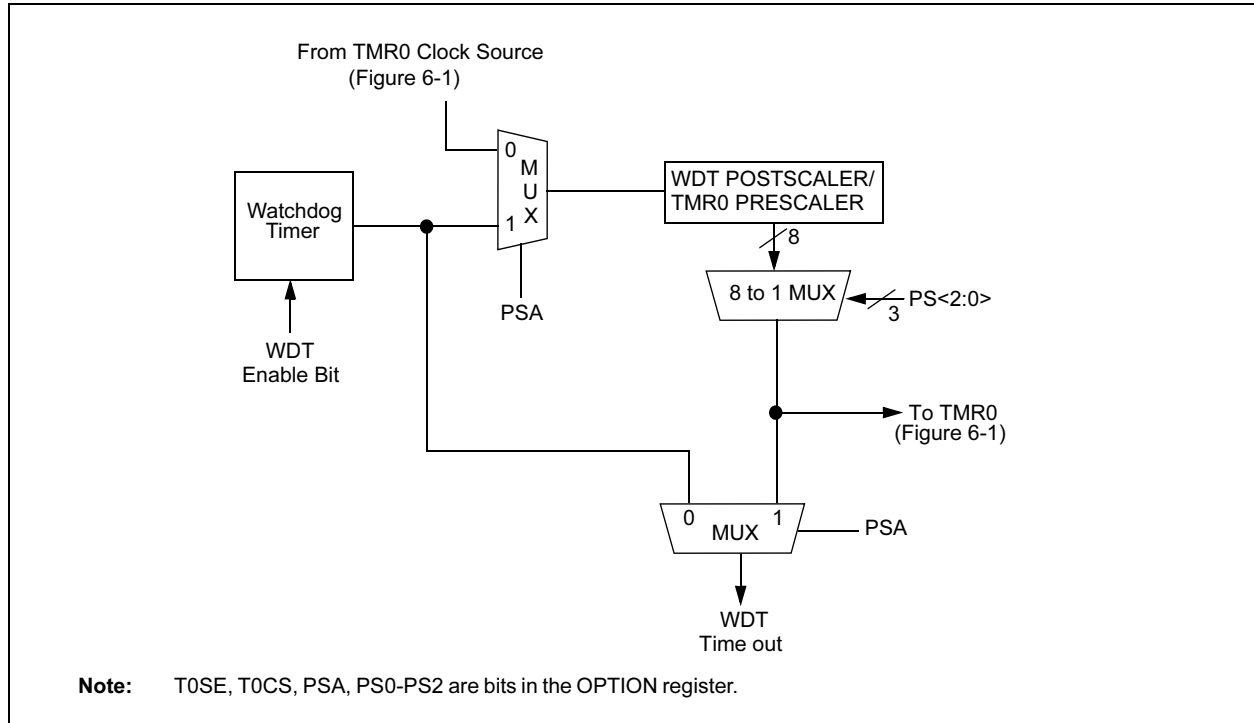 From TMR0 Clock Source
(Figure 6-1)
0
M
U
X
1
PSA
Watchdog
Timer
WDT
Enable Bit
WDT POSTSCALER/
TMR0 PRESCALER
8
8 to 1 MUX
PS<2:0>
3
To TMR0
(Figure 6-1)
0
1
MUX
PSA
WDT
Time out
Note: T0SE, T0CS, PSA, PS0-PS2 are bits in the OPTION register.